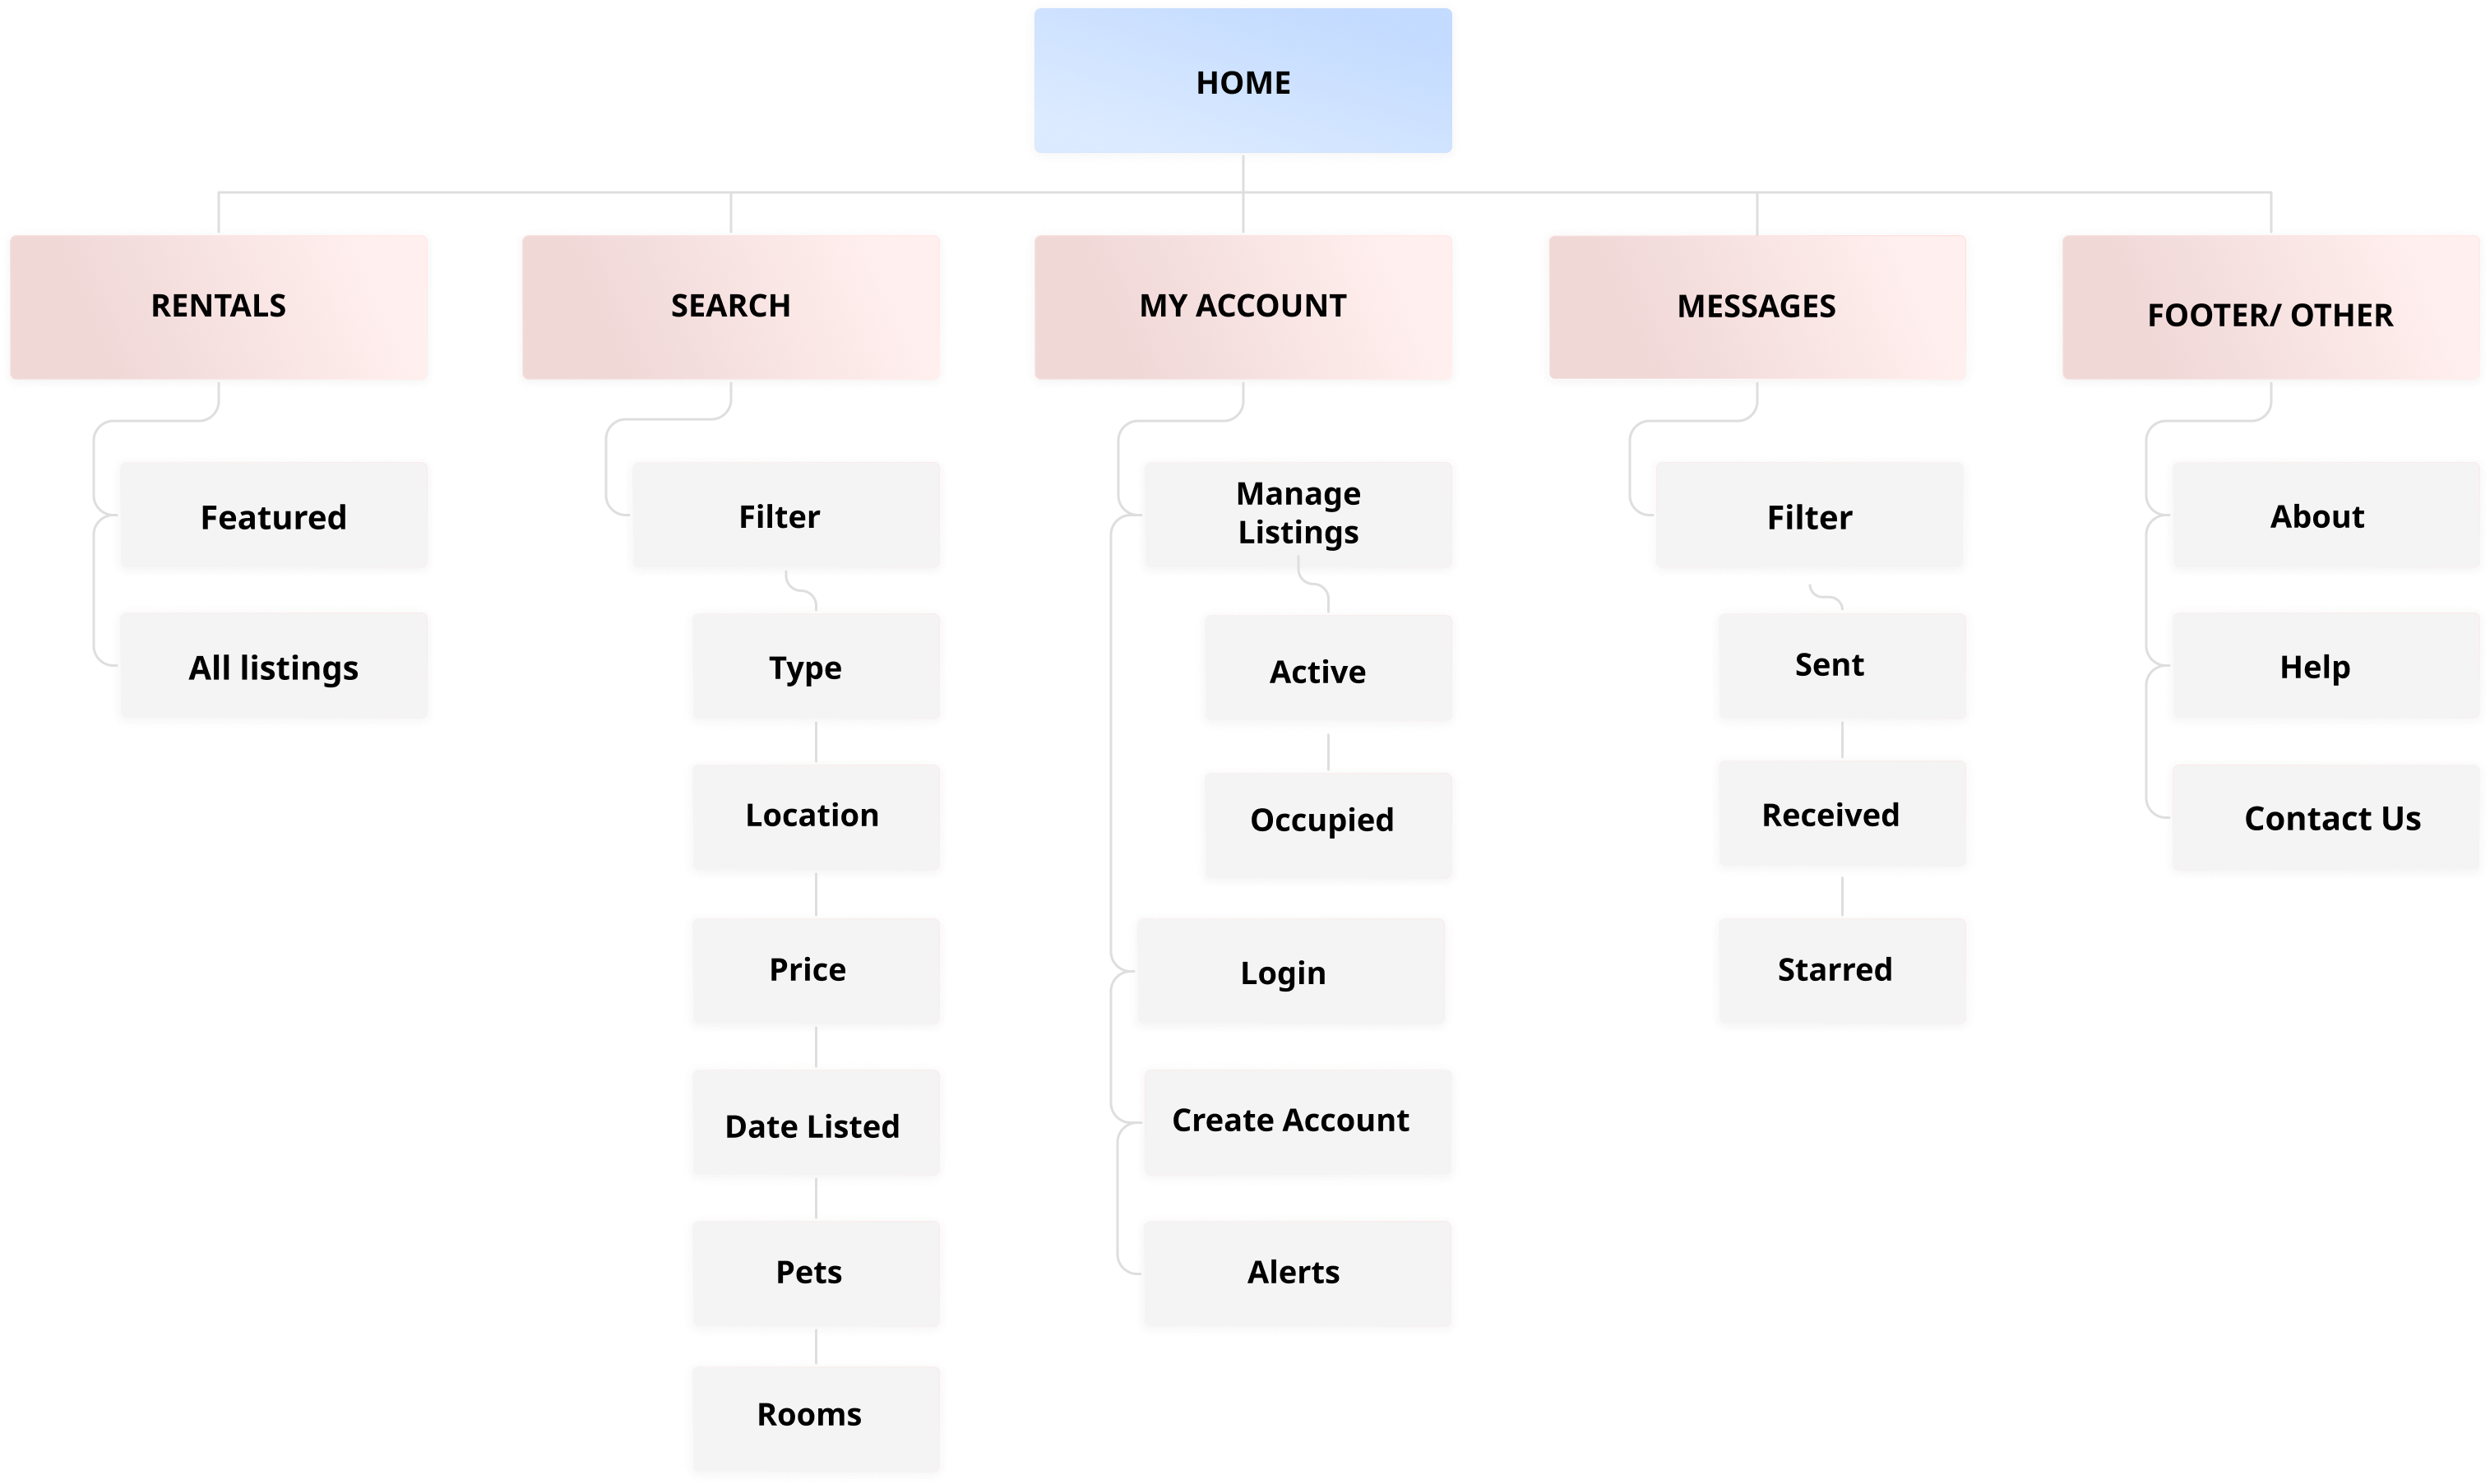 HOME
RENTALS
SEARCH
MY ACCOUNT
MESSAGES
FOOTER/ OTHER
Featured
All listings
Filter
Type
Location
Price
Date Listed
Pets
Rooms
Manage
Listings
Active
Occupied
Login
Create Account
Alerts
Filter
Sent
Received
Starred
About
Help
Contact Us